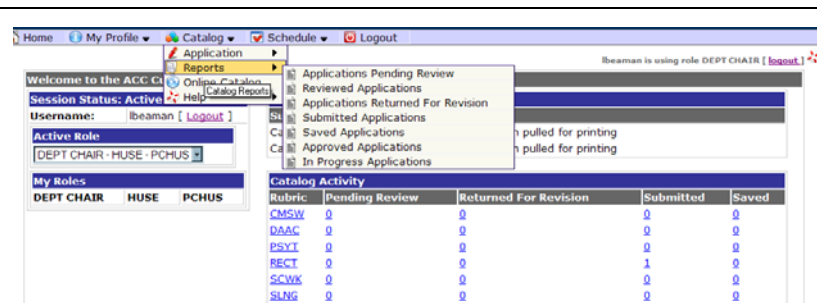 Home My Profile Catalog Schedule Logout
Application
Reports
Online Catalog
Help
Catalog Reports
Applications Pending Review
Reviewed Applications
Applications Returned For Revision
Submitted Applications
Saved Applications
Approved Applications
In Progress Applications
lbeaman is using role DEPT CHAIR [ logout ]
Welcome to the ACC
Session Status: Active
Username: lbeaman [ Logout ]
Active Role
DEPT CHAIR - HUSE - PCHUS
pulled for printing
pulled for printing
My Roles
DEPT CHAIR HUSE PCHUS
Catalog Activity
Rubric Pending Review Returned For Revision Submitted Saved
CMSW 0 0 0 0
DAAC 0 0 0 0
PSYT 0 0 0 0
RECT 0 0 1 0
SCWK 0 0 0 0
SLNG 0 0 0 0